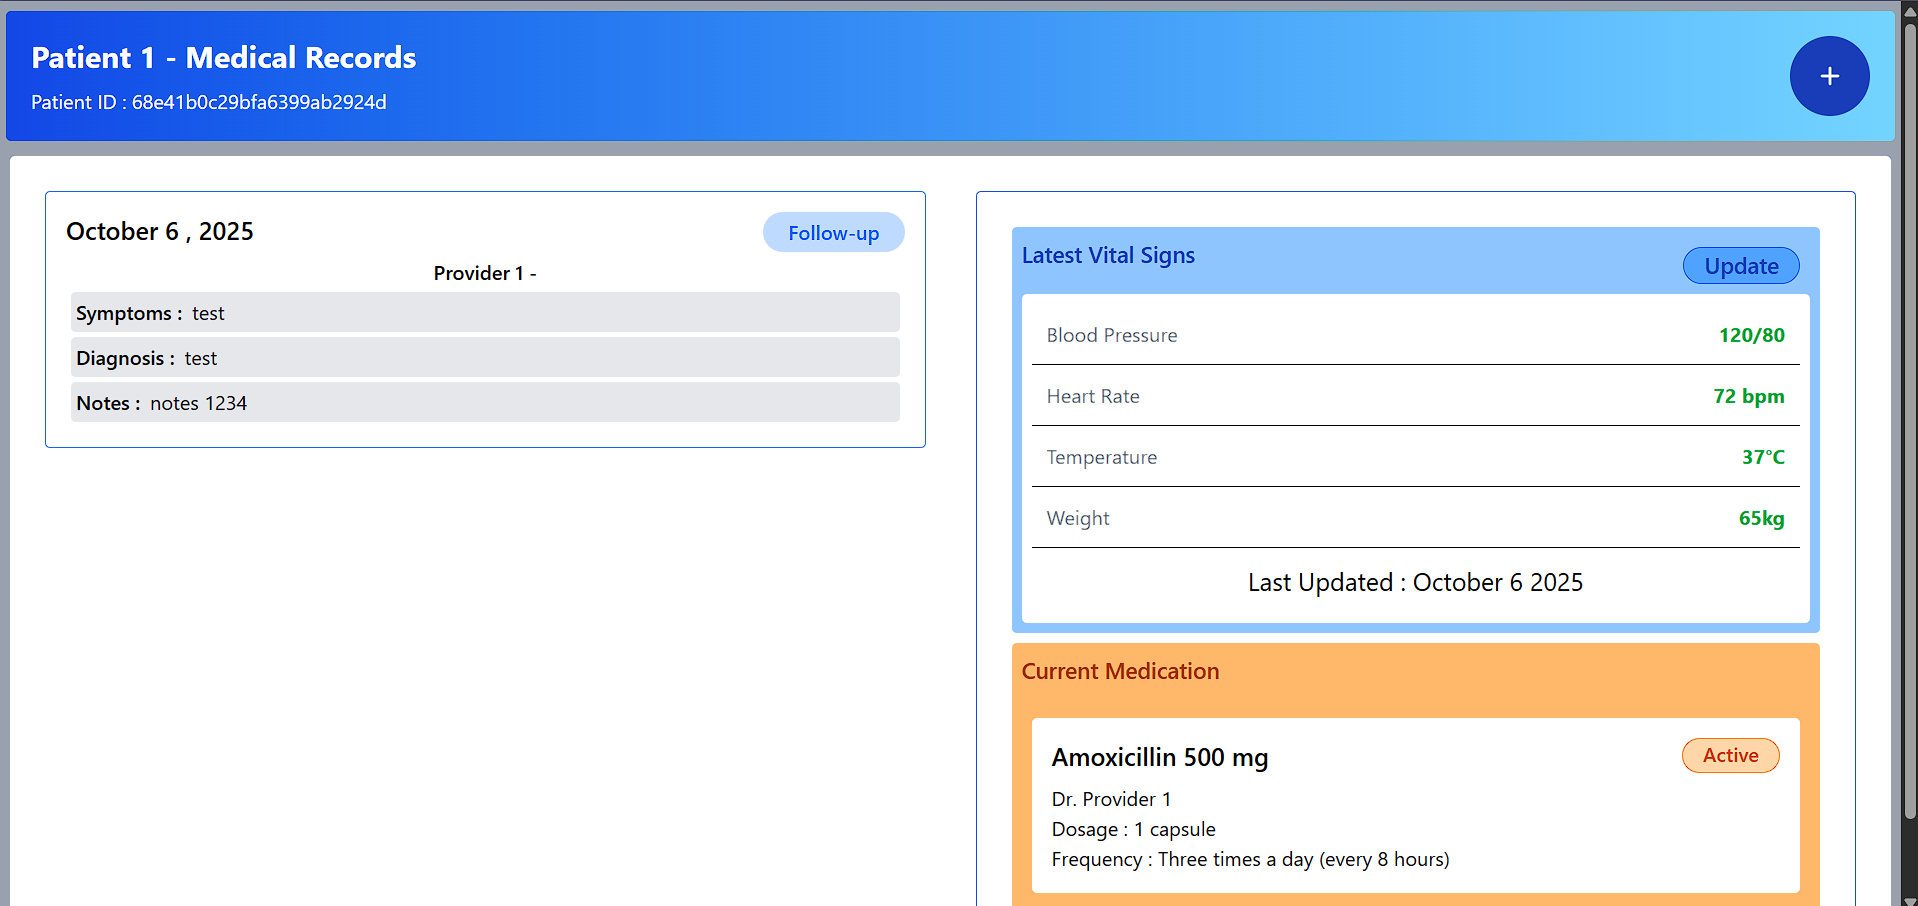 Patient 1 - Medical Records
Patient ID : 68e41b0c29bfa6399ab2924d
+
October 6 , 2025
Follow-up
Provider 1 -
Symptoms : test
Diagnosis : test
Notes : notes 1234
Latest Vital Signs
Update
Blood Pressure 120/80
Heart Rate 72 bpm
Temperature 37°C
Weight 65kg
Last Updated : October 6 2025
Current Medication
Amoxicillin 500 mg
Active
Dr. Provider 1
Dosage : 1 capsule
Frequency : Three times a day (every 8 hours)